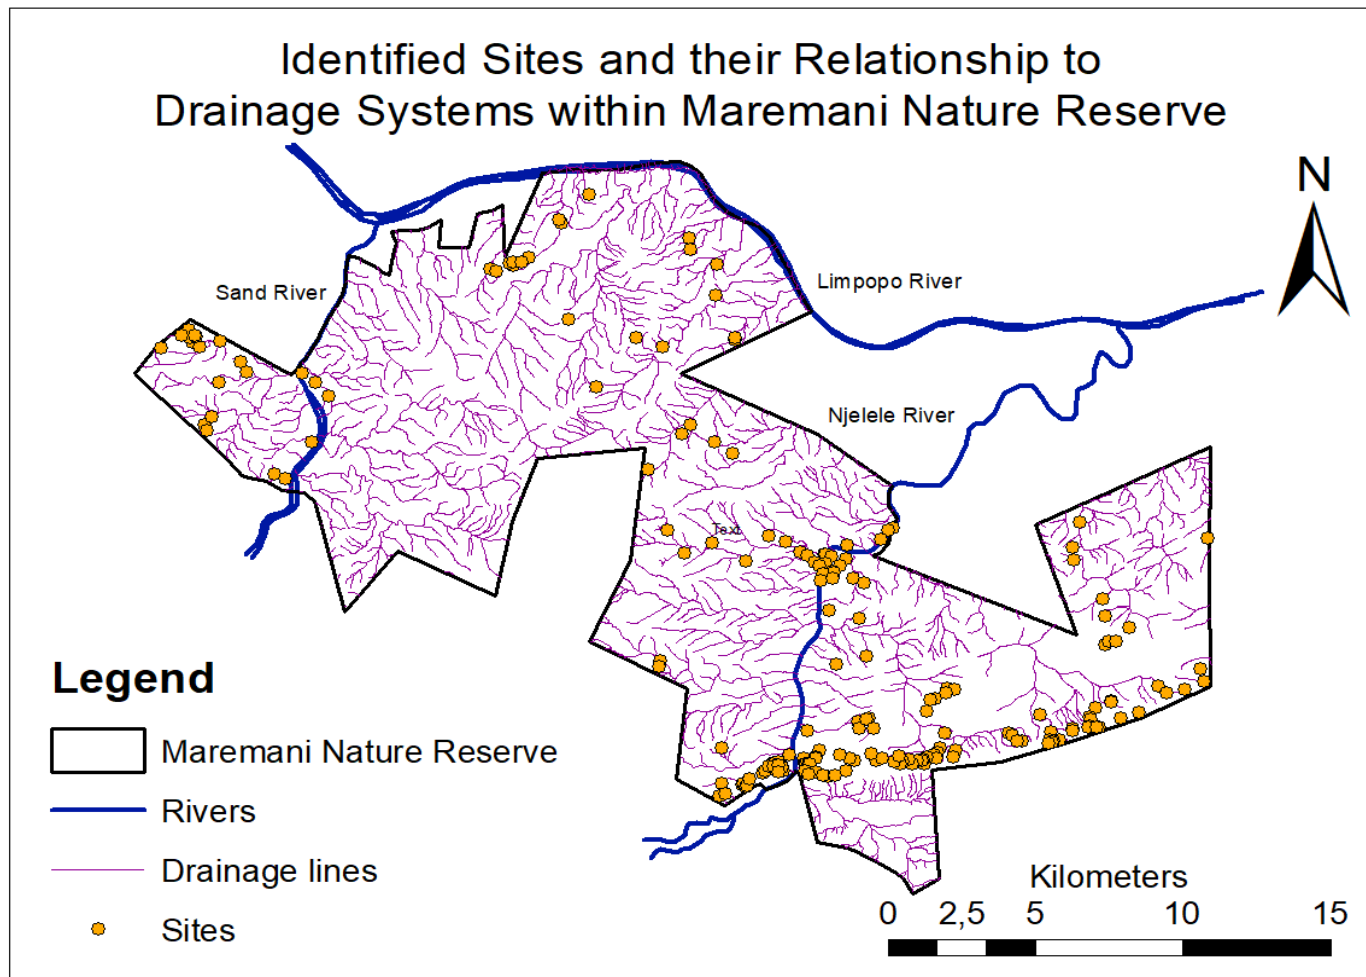 Identified Sites and their Relationship to
Drainage Systems within Maremani Nature Reserve
N
Sand River
Limpopo River
Njelele River
Text
Legend
Maremani Nature Reserve
Rivers
Drainage lines
Sites
Kilometers
0 2,5 5 10 15